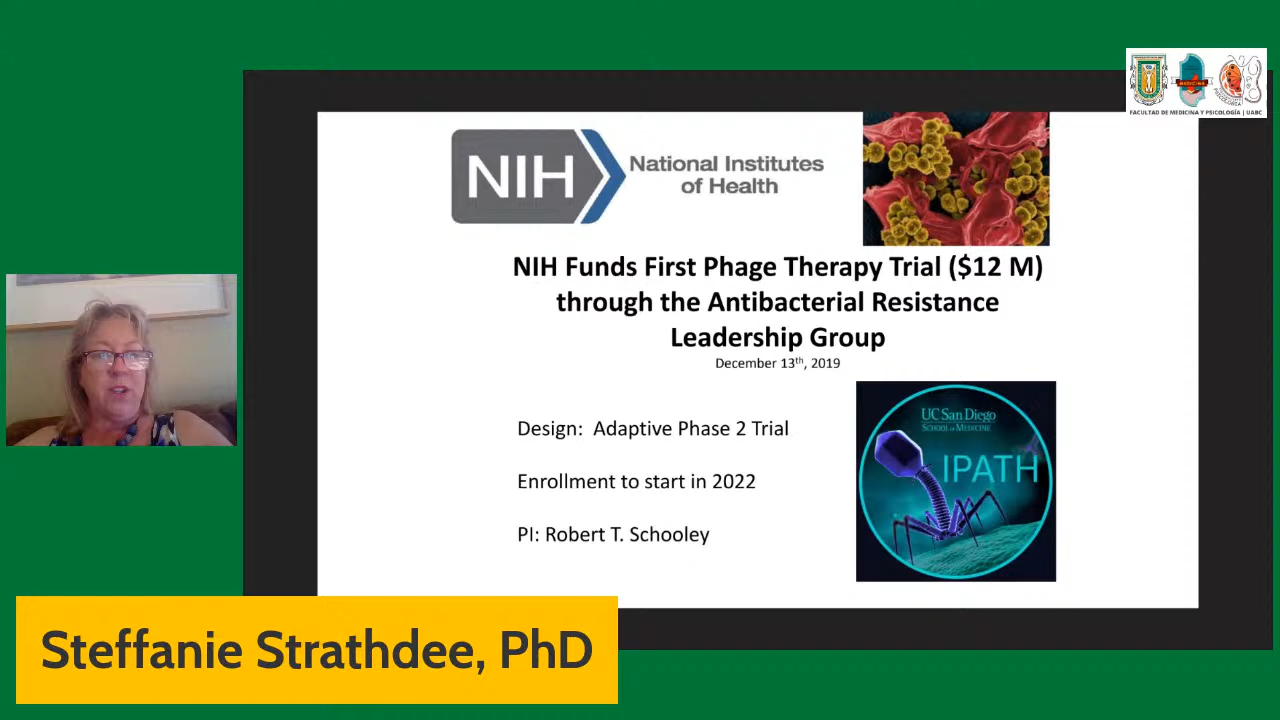 FACULTAD DE MEDICINA Y PSICOLOGÍA | UABC
NIH National Institutes
of Health
NIH Funds First Phage Therapy Trial ($12 M)
through the Antibacterial Resistance
Leadership Group
December 13th, 2019
Design: Adaptive Phase 2 Trial
Enrollment to start in 2022
PI: Robert T. Schooley
UC San Diego
SCHOOL OF MEDICINE
IPATH
Steffanie Strathdee, PhD